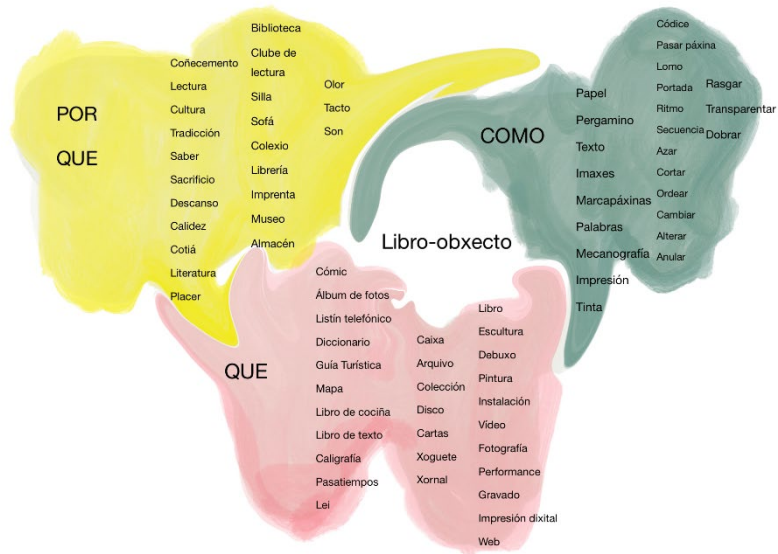 POR
QUE
Coñecemento
Lectura
Cultura
Tradicción
Saber
Sacrificio
Descanso
Calidez
Cotiá
Literatura
Placer
Biblioteca
Clube de
lectura
Silla
Sofá
Colexio
Librería
Imprenta
Museo
Almacén
Olor
Tacto
Son
COMO
Papel
Pergamino
Texto
Imaxes
Marcapáxinas
Palabras
Mecanografía
Impresión
Tinta
Códice
Pasar páxina
Lomo
Portada
Ritmo
Secuencia
Azar
Cortar
Ordear
Cambiar
Alterar
Anular
Rasgar
Transparentar
Dobrar
Libro-obxecto
QUE
Cómic
Álbum de fotos
Listín telefónico
Diccionario
Guía Turística
Mapa
Libro de cociña
Libro de texto
Caligrafía
Pasatiempos
Lei
Caixa
Arquivo
Colección
Disco
Cartas
Xoguete
Xornal
Libro
Escultura
Debuxo
Pintura
Instalación
Vídeo
Fotografía
Performance
Gravado
Impresión dixital
Web